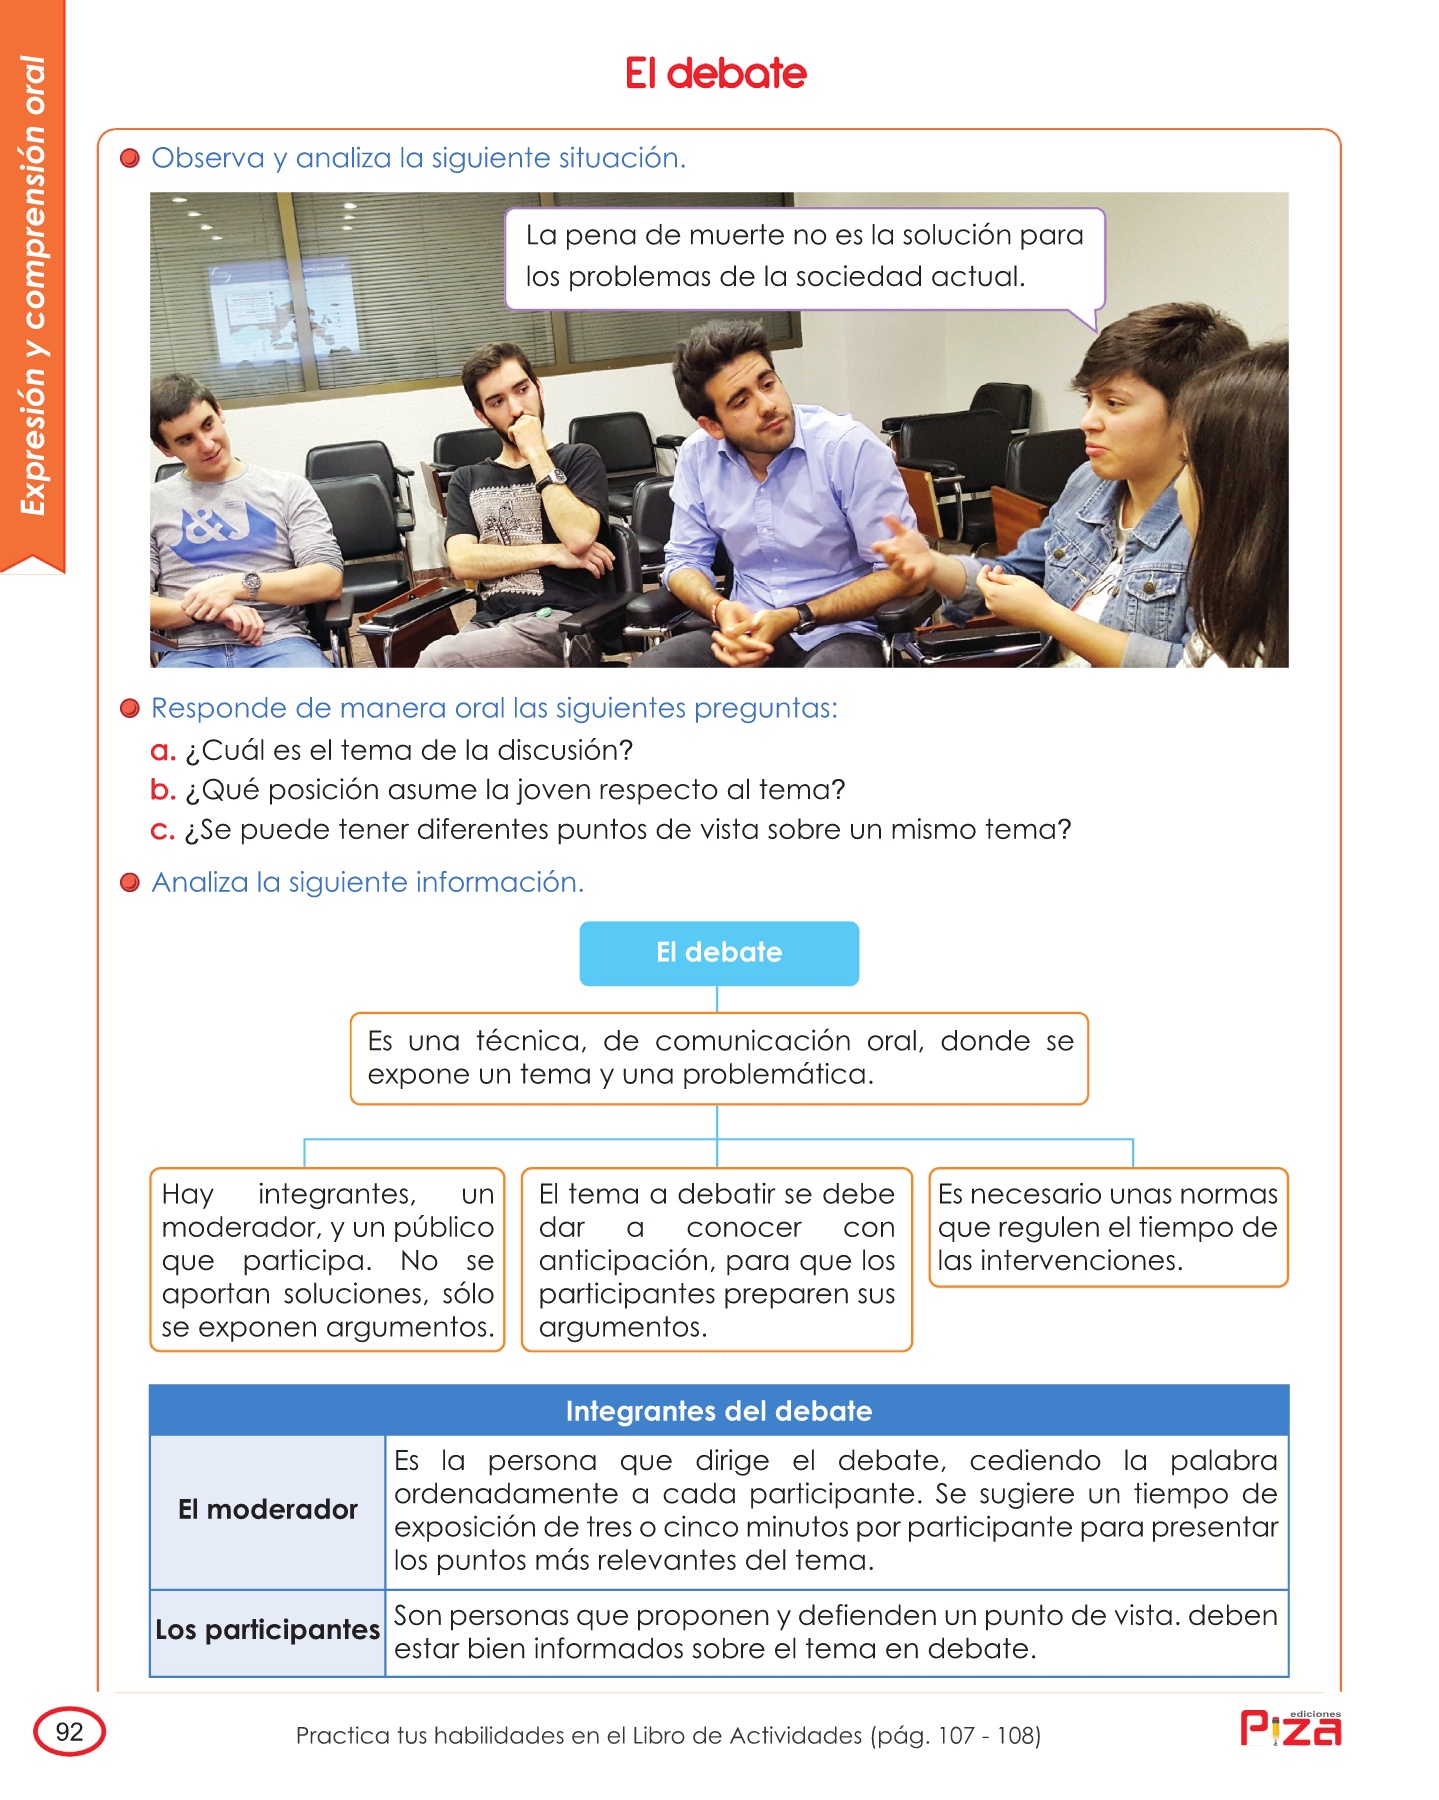 Expresión y comprensión oral
El debate
Observa y analiza la siguiente situación.
La pena de muerte no es la solución para
los problemas de la sociedad actual.
&
Responde de manera oral las siguientes preguntas:
a. ¿Cuál es el tema de la discusión?
b. ¿Qué posición asume la joven respecto al tema?
c. ¿Se puede tener diferentes puntos de vista sobre un mismo tema?
Analiza la siguiente información.
El debate
Es una técnica, de comunicación oral, donde se
expone un tema y una problemática.
Hay integrantes, un
moderador, y un público
que participa. No se
aportan soluciones, sólo
se exponen argumentos.
El tema a debatir se debe
dar a conocer con
anticipación, para que los
participantes preparen sus
argumentos.
Es necesario unas normas
que regulen el tiempo de
las intervenciones.
Integrantes del debate
El moderador
Es la persona que dirige el debate, cediendo la palabra
ordenadamente a cada participante. Se sugiere un tiempo de
exposición de tres o cinco minutos por participante para presentar
los puntos más relevantes del tema.
Los participantes
Son personas que proponen y defienden un punto de vista. deben
estar bien informados sobre el tema en debate.
92
Practica tus habilidades en el Libro de Actividades (pág. 107 - 108)
ediciones
Piza